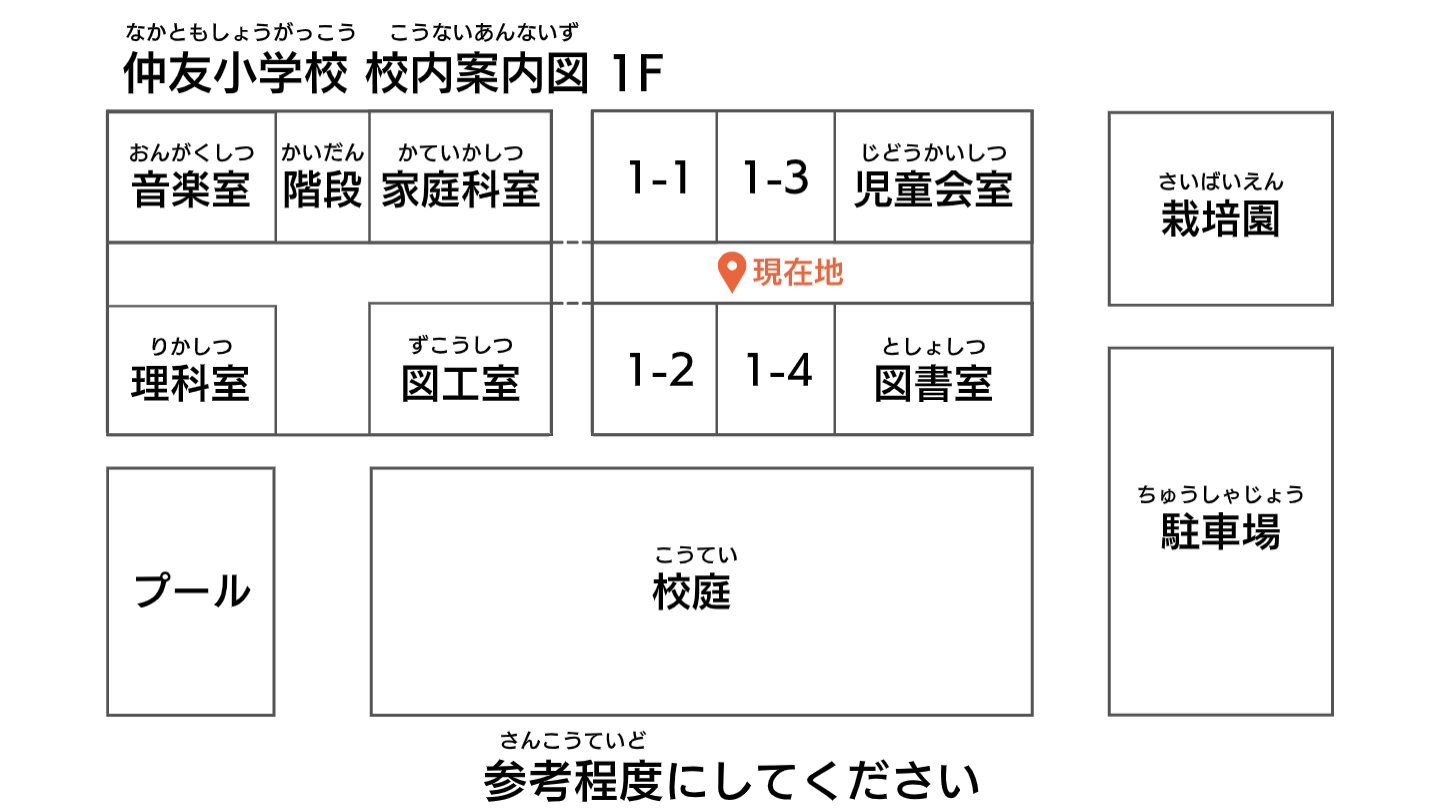 なかともしょうがっこう こうないあんないず
仲友小学校 校内案内図 1F
おんがくしつ
音楽室
かいだん
階段
かていかしつ
家庭科室
1-1
1-3
じどうかいしつ
児童会室
さいばいえん
栽培園
現在地
りかしつ
理科室
ずこうしつ
図工室
1-2
1-4
としょしつ
図書室
ちゅうしゃじょう
駐車場
プール
こうてい
校庭
さんこうていど
参考程度にしてください